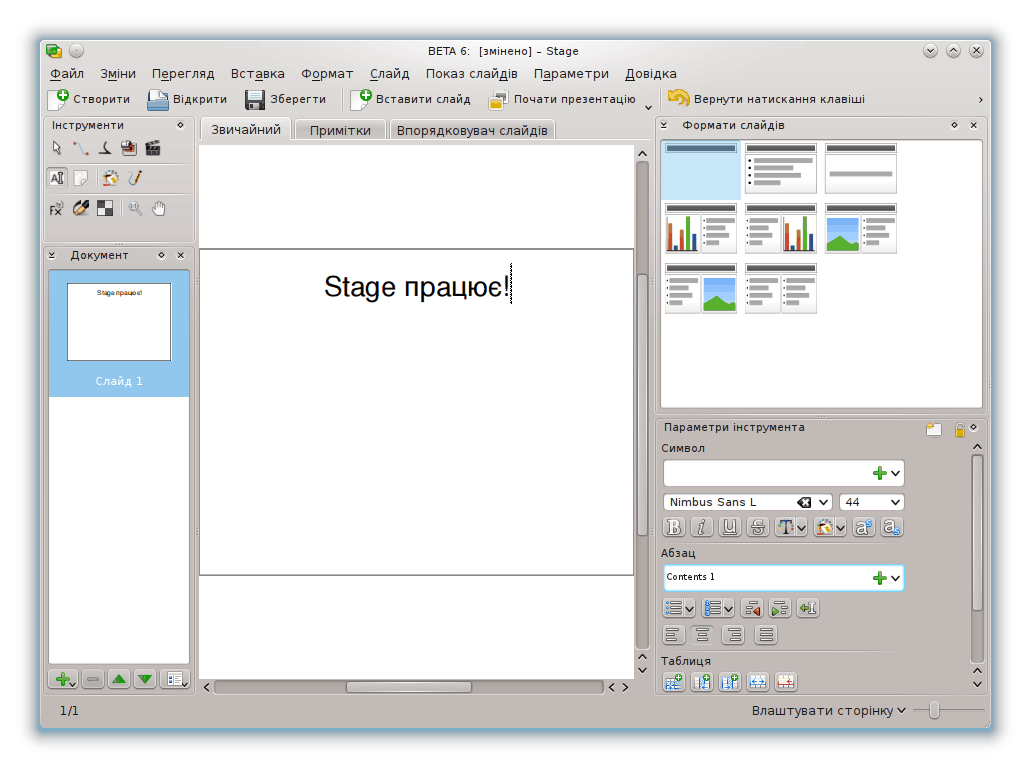 BETA 6: [змінено] – Stage
Файл Зміни Перегляд Вставка Формат Слайд Показ слайдів Параметри Довідка
Створити Відкрити Зберегти Вставити слайд Почати презентацію Вернути натискання клавіші
Інструменти
Звичайний Примітки Впорядковувач слайдів
Формати слайдів
Документ
Stage працює!
Слайд 1
Stage працює!
Параметри інструмента
Символ
Nimbus Sans L 44
Абзац
Contents 1
Таблиця
1/1
Влаштувати сторінку